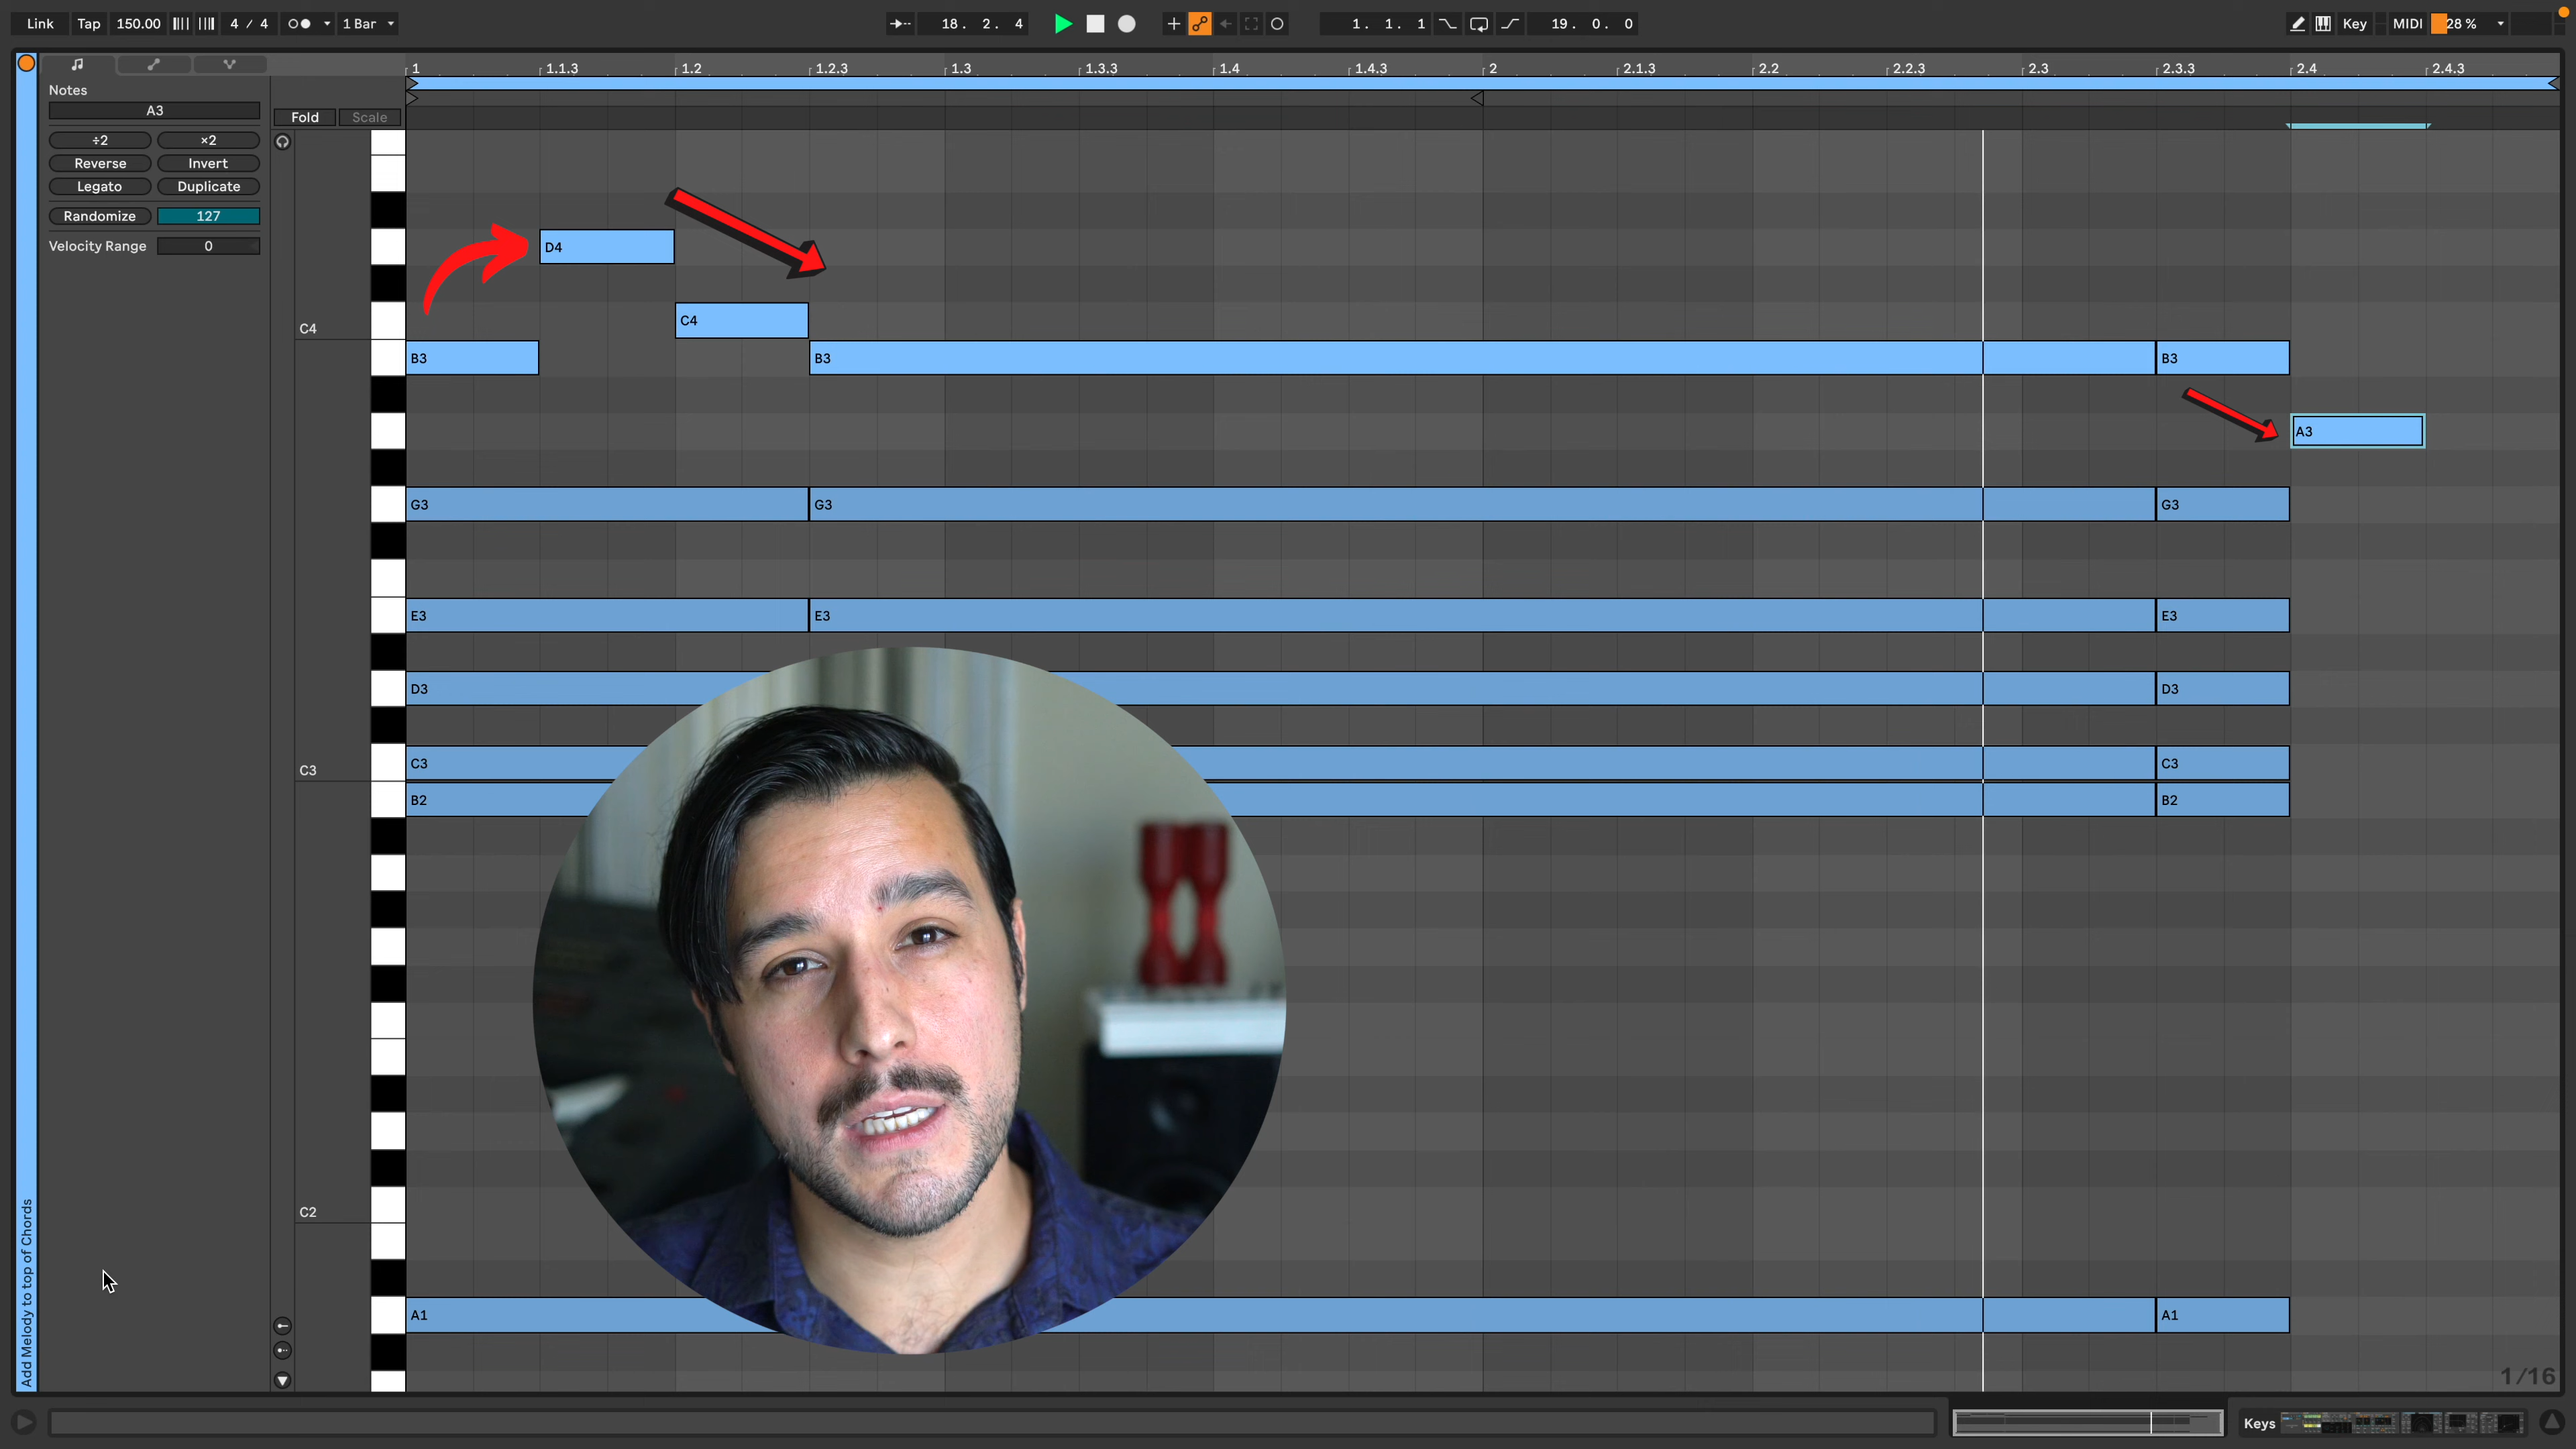 Link Tap 150.00 4 / 4 1 Bar 18. 2. 4 1. 1. 1 19. 0. 0 Key MIDI 28 %
1 1.1.3 1.2 1.2.3 1.3 1.3.3 1.4 1.4.3 2 2.1.3 2.2 2.2.3 2.3 2.3.3 2.4 2.4.3
Notes
A3
Fold Scale
÷2 ×2
Reverse Invert
Legato Duplicate
Randomize 127
Velocity Range 0
D4
C4
C4
B3 B3 B3
A3
G3 G3 G3
E3 E3 E3
D3 D3
C3 C3
C3
B2 B2
C2
A1 A1
Add Melody to top of Chords
1/16
Keys